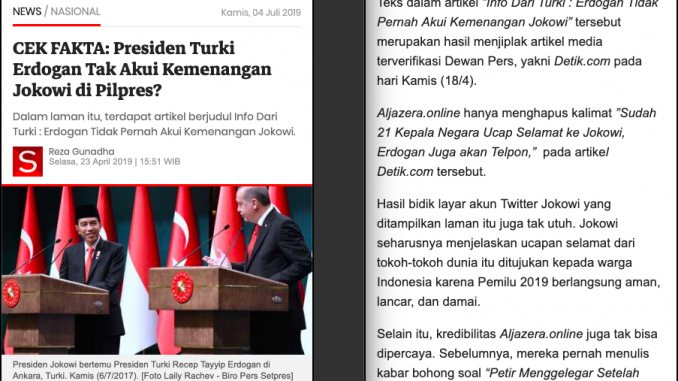 NEWS / NASIONAL
Kamis, 04 Juli 2019
CEK FAKTA: Presiden Turki
Erdogan Tak Akui Kemenangan
Jokowi di Pilpres?
Dalam laman itu, terdapat artikel berjudul Info Dari
Turki : Erdogan Tidak Pernah Akui Kemenangan Jokowi.
S
Reza Gunadha
Selasa, 23 April 2019 | 15:51 WIB
Presiden Jokowi bertemu Presiden Turki Recep Tayyip Erdogan di
Ankara, Turki. Kamis (6/7/2017). [Foto Laily Rachev - Biro Pers Setpres]
Teks dalam artikel "Info Dari Turki : Erdogan Tidak
Pernah Akui Kemenangan Jokowi" tersebut
merupakan hasil menjiplak artikel media
terverifikasi Dewan Pers, yakni Detik.com pada
hari Kamis (18/4).
Aljazera.online hanya menghapus kalimat "Sudah
21 Kepala Negara Ucap Selamat ke Jokowi,
Erdogan Juga akan Telpon," pada artikel
Detik.com tersebut.
Hasil bidik layar akun Twitter Jokowi yang
ditampilkan laman itu juga tak utuh. Jokowi
seharusnya menjelaskan ucapan selamat dari
tokoh-tokoh dunia itu ditujukan kepada warga
Indonesia karena Pemilu 2019 berlangsung aman,
lancar, dan damai.
Selain itu, kredibilitas Aljazera.online juga tak bisa
dipercaya. Sebelumnya, mereka pernah menulis
kabar bohong soal "Petir Menggelegar Setelah